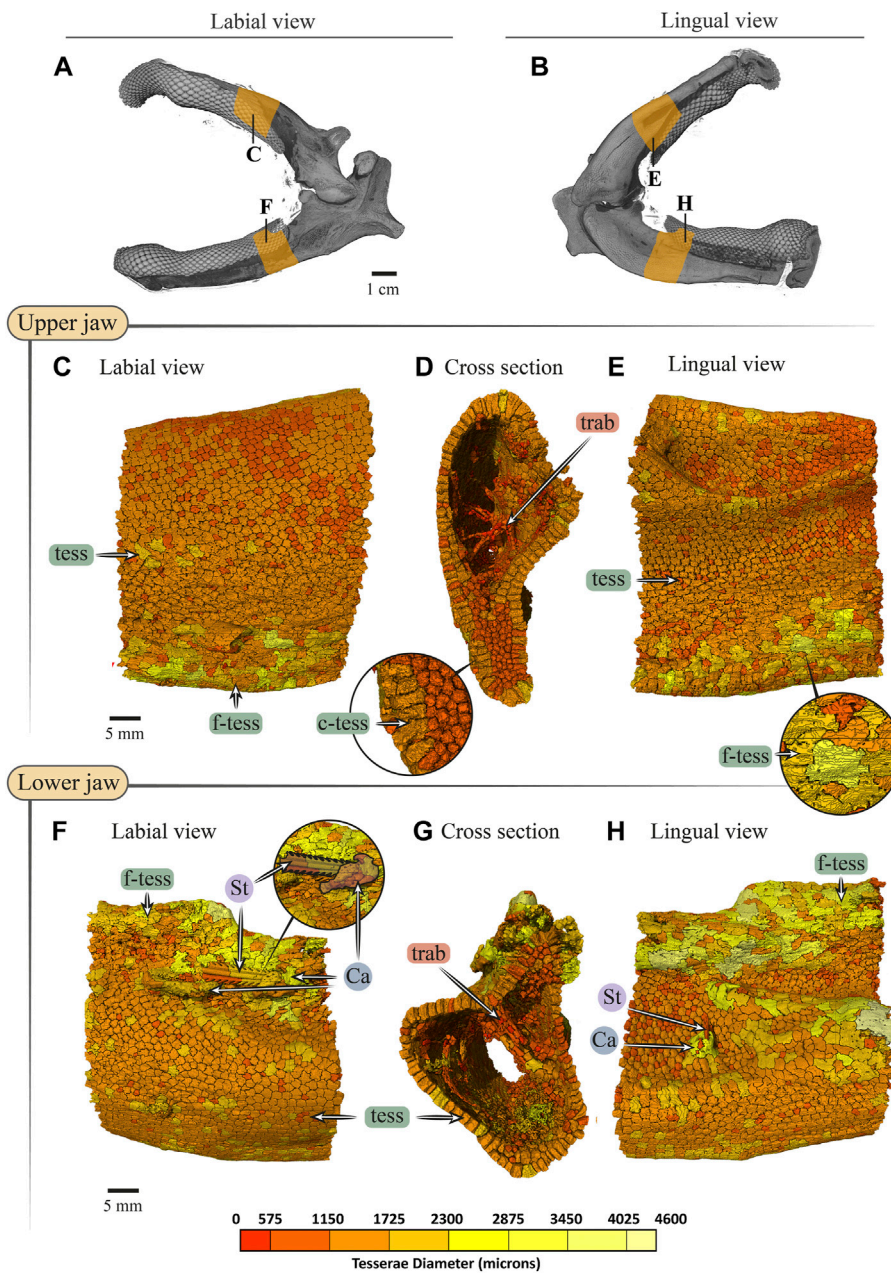 Labial view
Lingual view
A
B
C
E
F
H
1 cm
Upper jaw
C Labial view
D Cross section
E Lingual view
trab
tess
tess
c-tess
f-tess
f-tess
5 mm
Lower jaw
F Labial view
G Cross section
H Lingual view
f-tess
f-tess
St
trab
Ca
St
Ca
tess
5 mm
0 575 1150 1725 2300 2875 3450 4025 4600
Tesserae Diameter (microns)